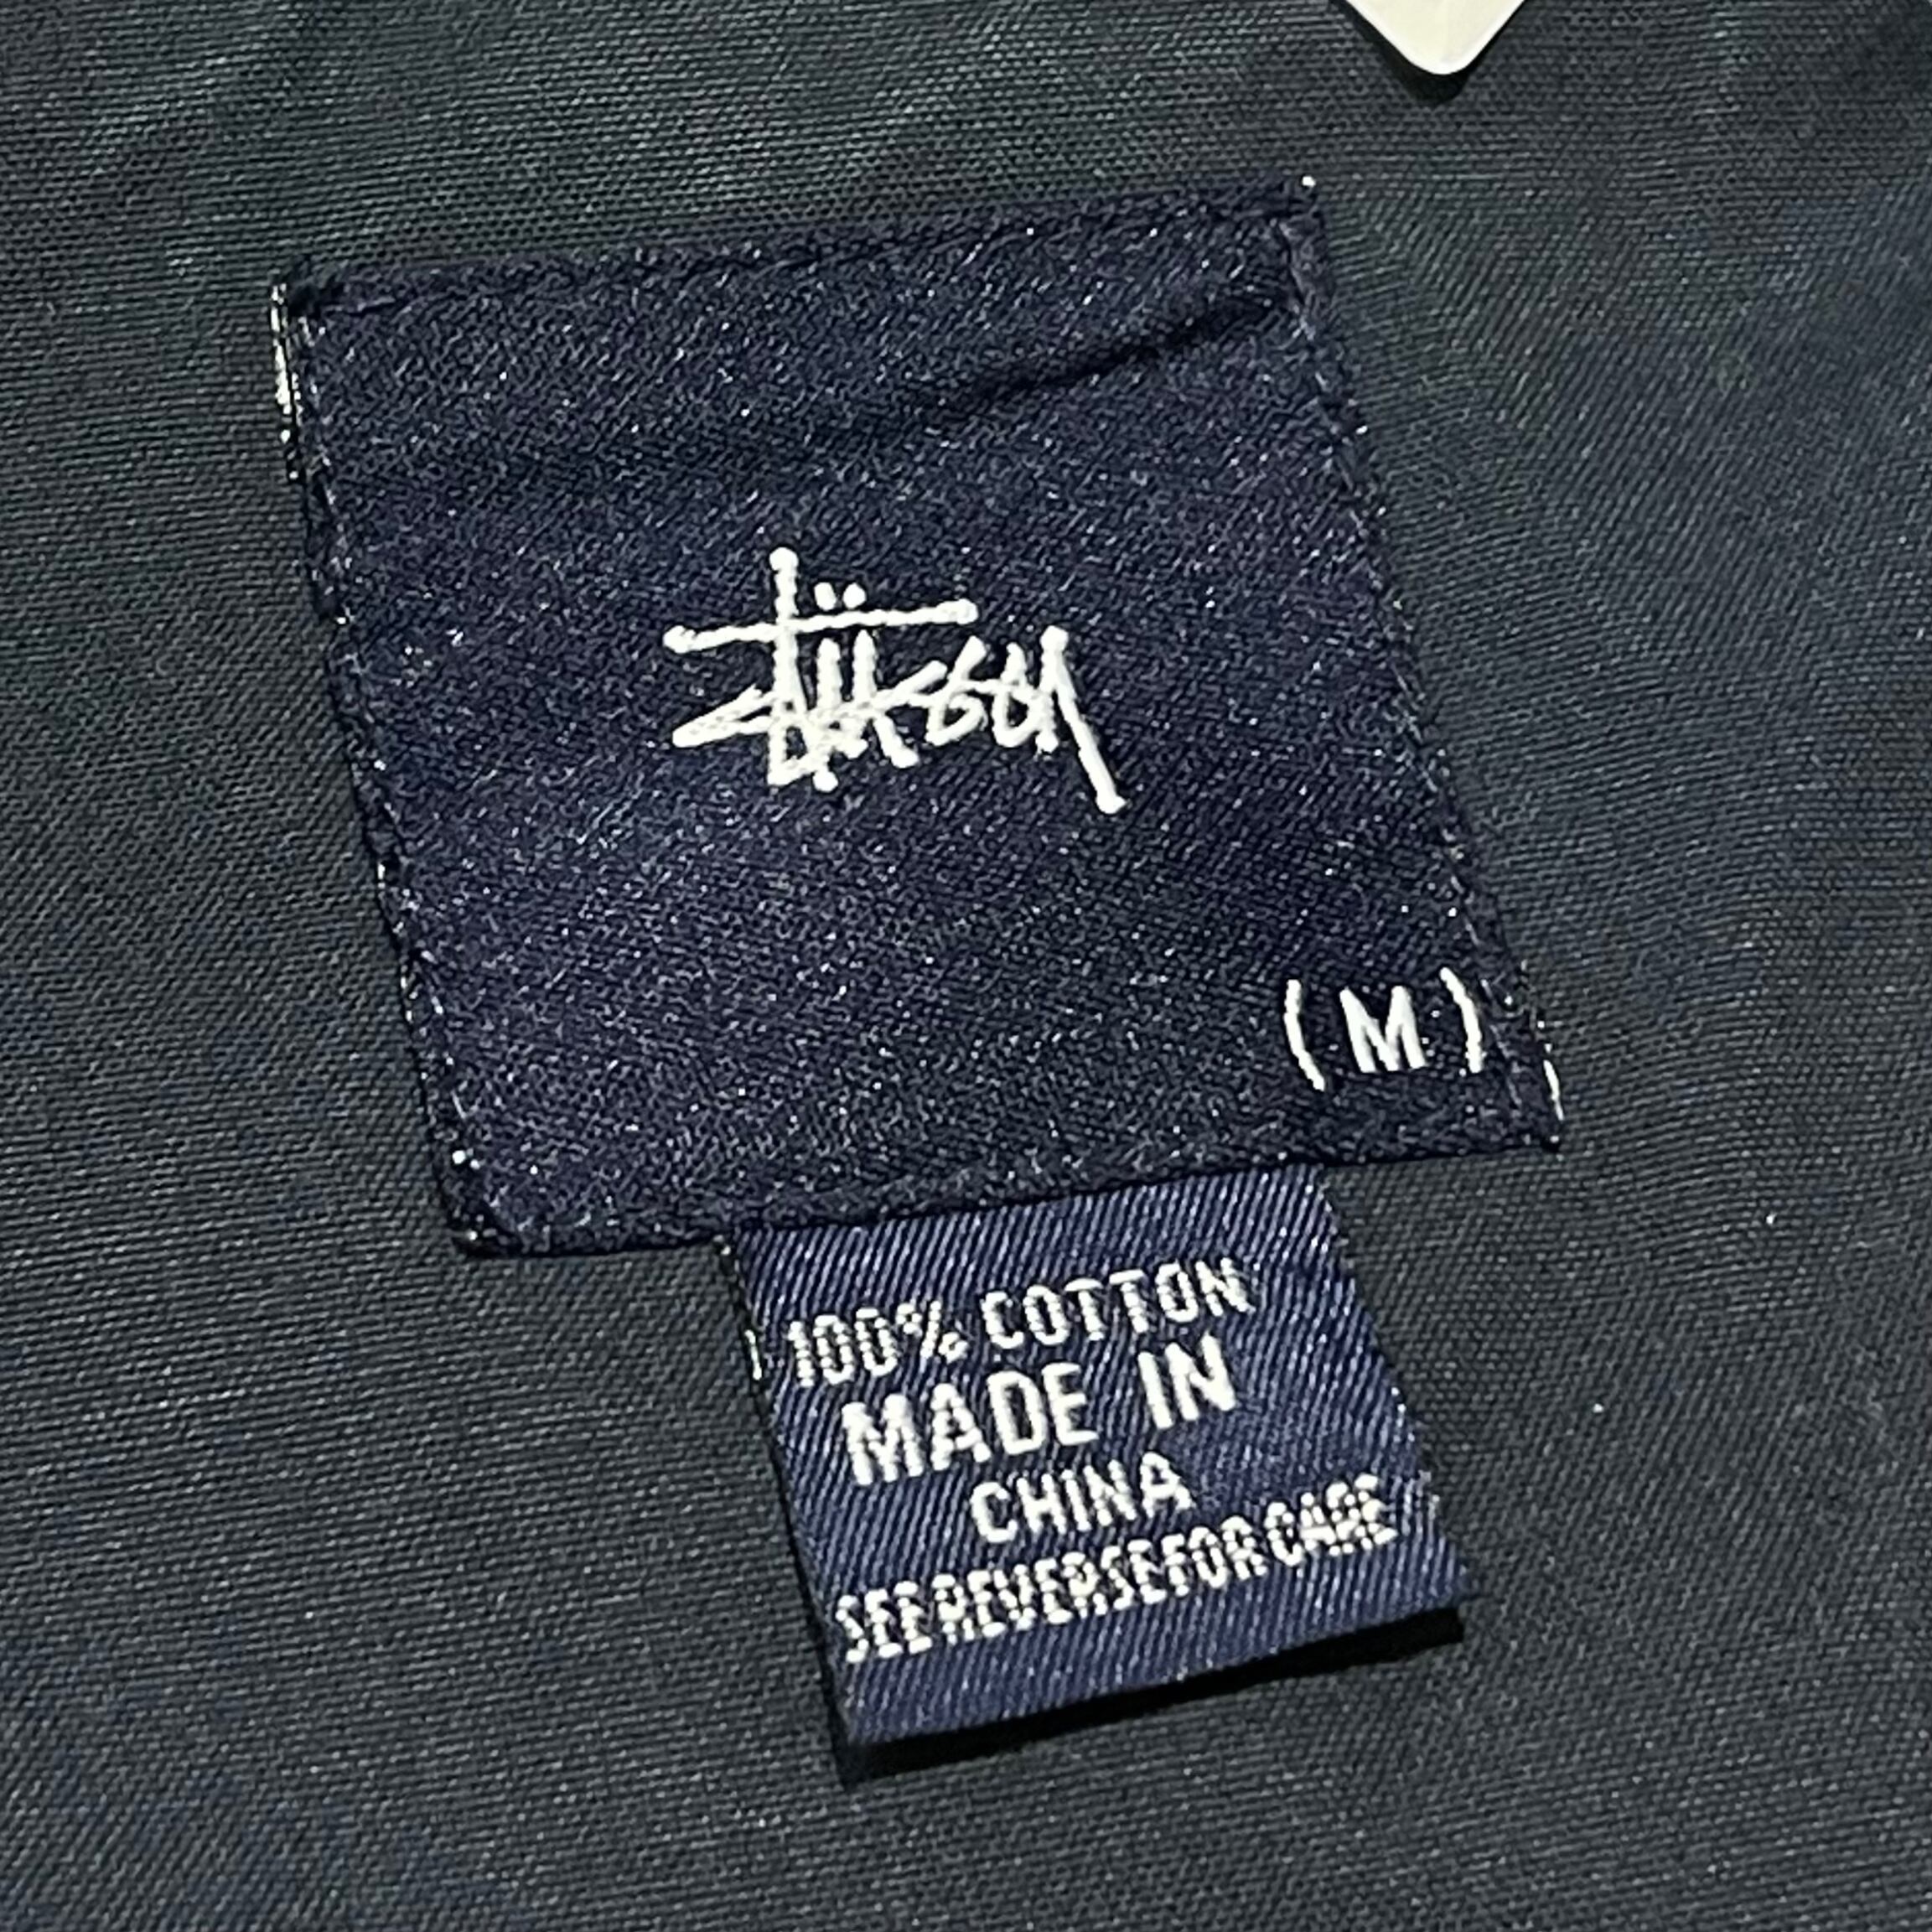 Stüssy
( M )
100% COTTON
MADE IN
CHINA
SEE REVERSE FOR CARE